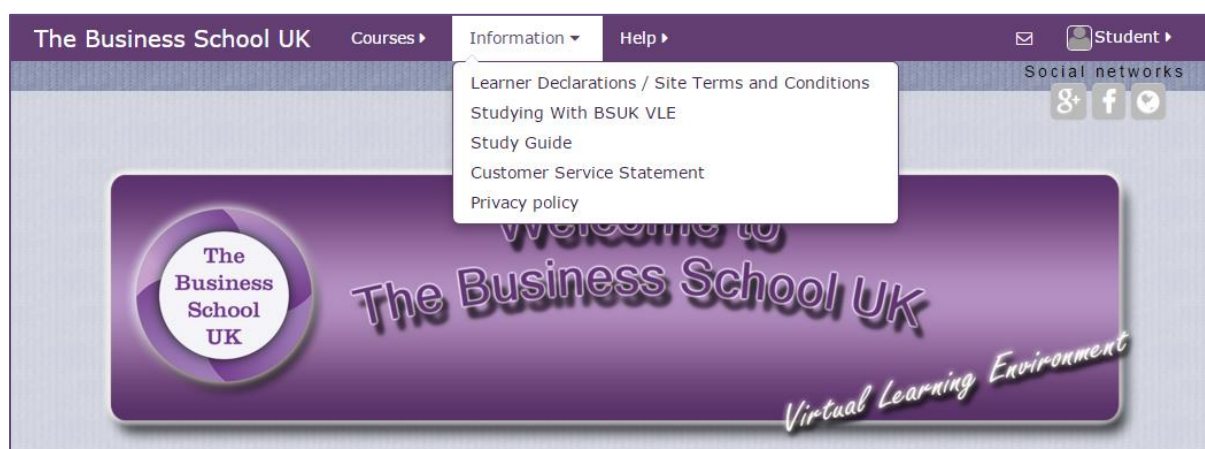 The Business School UK Courses Information Help Student
Social networks
Learner Declarations / Site Terms and Conditions
Studying With BSUK VLE
Study Guide
Customer Service Statement
Privacy policy
Welcome to
The Business School UK
The
Business
School
UK
Virtual Learning Environment